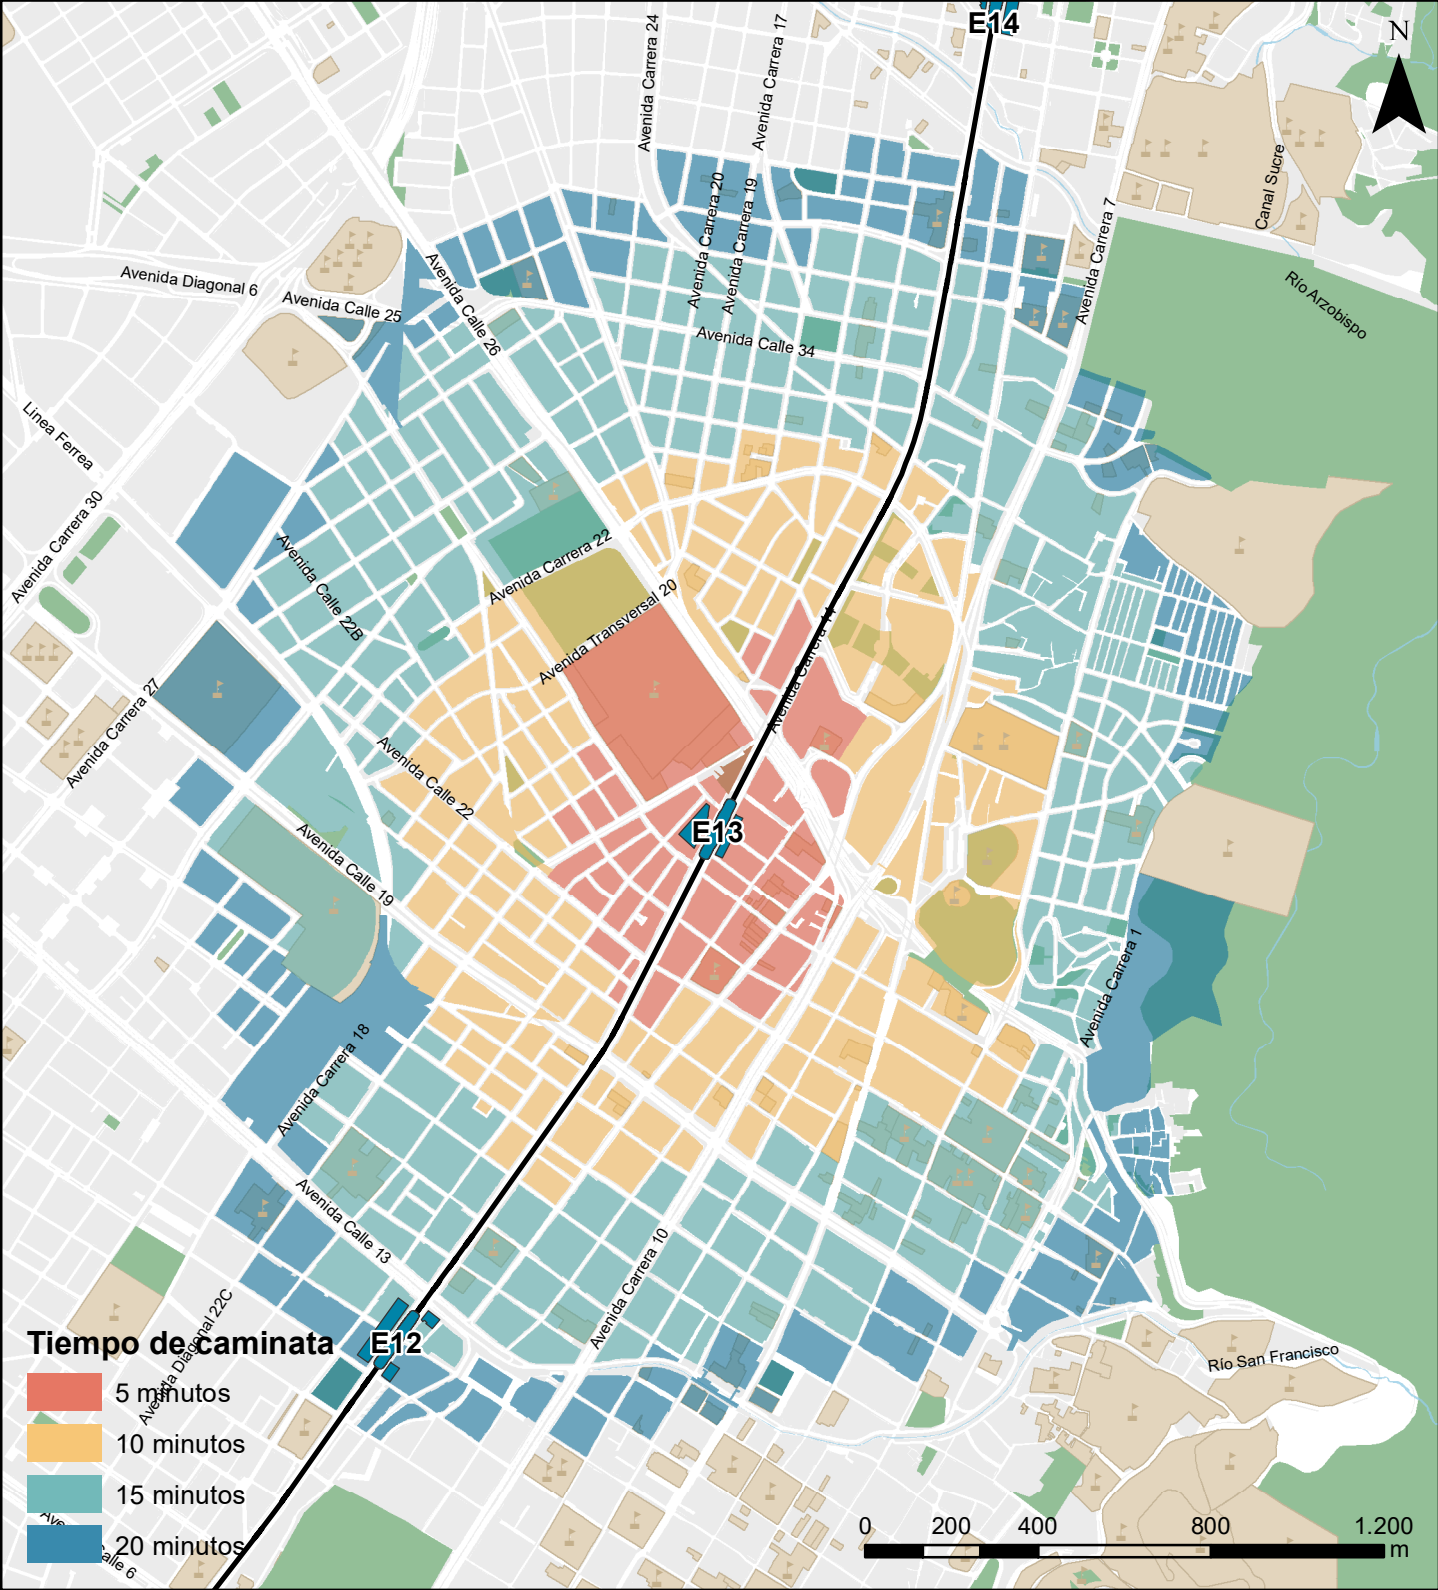 E14
N
Avenida Carrera 24
Avenida Carrera 17
Avenida Carrera 20
Avenida Carrera 19
Canal Sucre
Avenida Carrera 7
Avenida Diagonal 6
Avenida Calle 25
Avenida Calle 26
Río Arzobispo
Avenida Calle 34
Linea Ferrea
Avenida Carrera 30
Avenida Calle 22B
Avenida Carrera 22
Avenida Transversal 20
Avenida Carrera 14
Avenida Carrera 27
Avenida Calle 22
E13
Avenida Calle 19
Avenida Carrera 1
Avenida Carrera 18
Avenida Calle 13
Avenida Carrera 10
Avenida Diagonal 22C
E12
Río San Francisco
Tiempo de caminata
5 minutos
10 minutos
15 minutos
20 minutos
Ave
alle 6
0 200 400 800 1.200
m